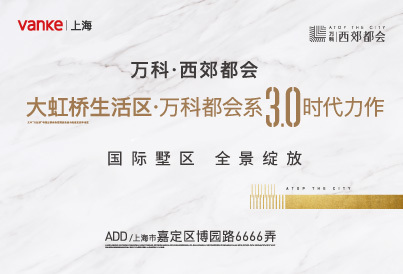 vanke 上海
ATOP THE CITY
万科 西郊都会
万科·西郊都会
大虹桥生活区·万科都会系3.0时代力作
国际墅区 全景绽放
ATOP THE CITY
ADD/上海市嘉定区博园路6666弄